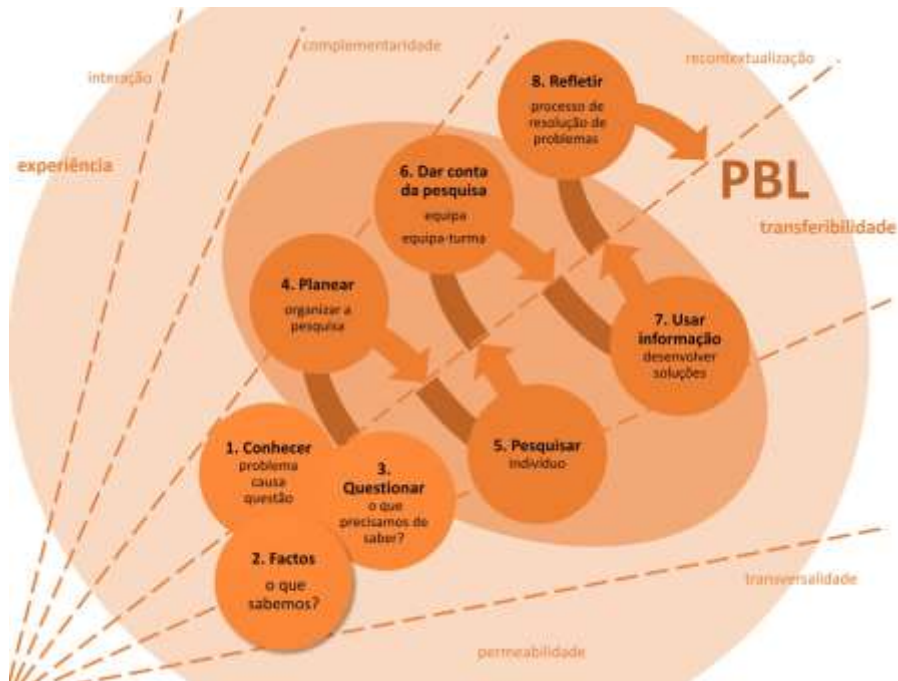 interação
complementaridade
recontextualização
experiência
8. Refletir
processo de
resolução de
problemas
PBL
transferibilidade
6. Dar conta
da pesquisa
equipa
equipa-turma
4. Planear
organizar a
pesquisa
7. Usar
informação
desenvolver
soluções
1. Conhecer
problema
causa
questão
3.
Questionar
o que
precisamos de
saber?
5. Pesquisar
indivíduo
2. Factos
o que
sabemos?
transversalidade
permeabilidade